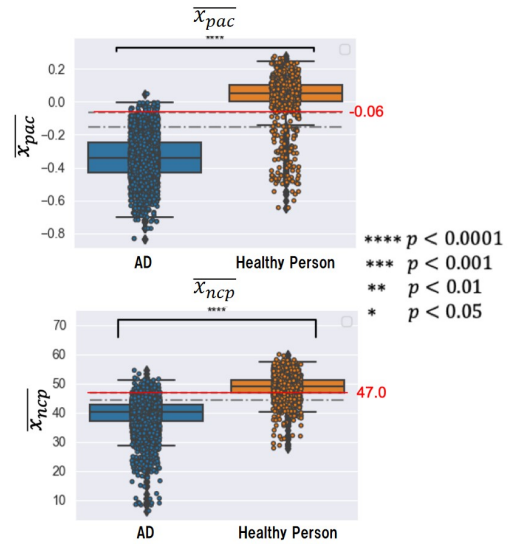 x̄_pac
****
0.2
0.0
−0.2
−0.4
−0.6
−0.8
x̄_pac
-0.06
AD Healthy Person
**** p < 0.0001
*** p < 0.001
** p < 0.01
* p < 0.05
x̄_ncp
****
70
60
50
40
30
20
10
x̄_ncp
47.0
AD Healthy Person